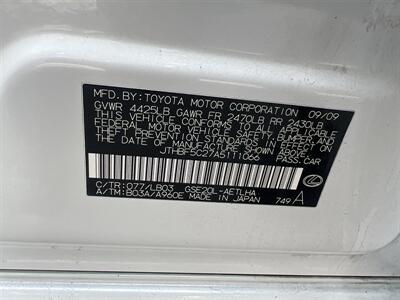 MFD. BY: TOYOTA MOTOR CORPORATION 09/09
GVWR 4425LB GAWR FR 2470LB RR 2430LB
THIS VEHICLE CONFORMS TO ALL APPLICABLE
FEDERAL MOTOR VEHICLE SAFETY, BUMPER, AND
THEFT PREVENTION STANDARDS IN EFFECT ON
THE DATE OF MANUFACTURE SHOWN ABOVE.
JTHBF5C27A5111066 PASS.CAR
C/TR: 077/LB03 GSE20L-AETLHA
A/TM: B03A/A960E MADE IN JAPAN 749 A